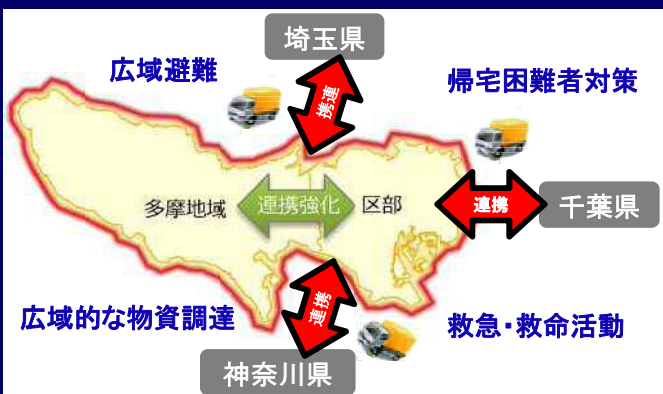 埼玉県
広域避難
帰宅困難者対策
携連
多摩地域
連携強化
区部
連携
千葉県
連携
広域的な物資調達
救急・救命活動
神奈川県